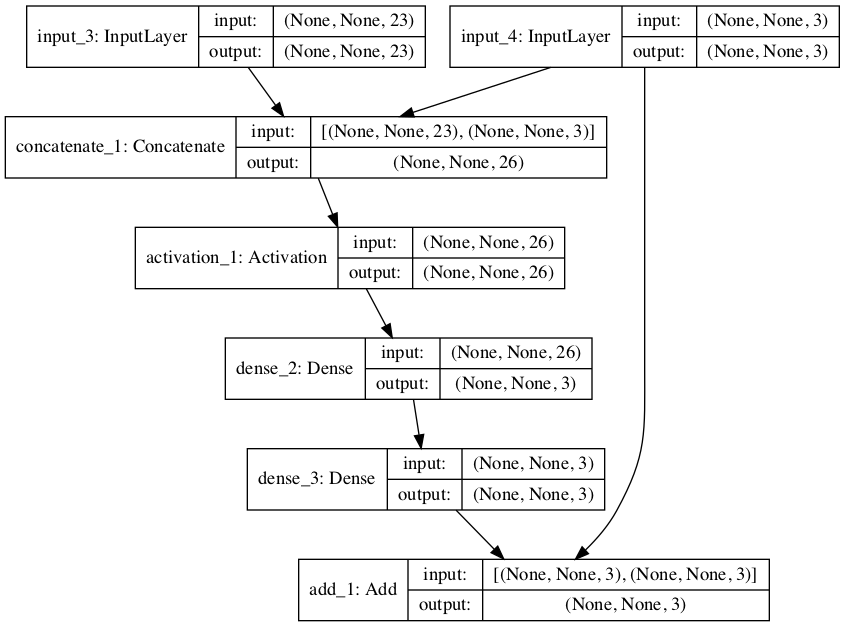 input_3: InputLayer
input: (None, None, 23)
output: (None, None, 23)
input_4: InputLayer
input: (None, None, 3)
output: (None, None, 3)
concatenate_1: Concatenate
input: [(None, None, 23), (None, None, 3)]
output: (None, None, 26)
activation_1: Activation
input: (None, None, 26)
output: (None, None, 26)
dense_2: Dense
input: (None, None, 26)
output: (None, None, 3)
dense_3: Dense
input: (None, None, 3)
output: (None, None, 3)
add_1: Add
input: [(None, None, 3), (None, None, 3)]
output: (None, None, 3)